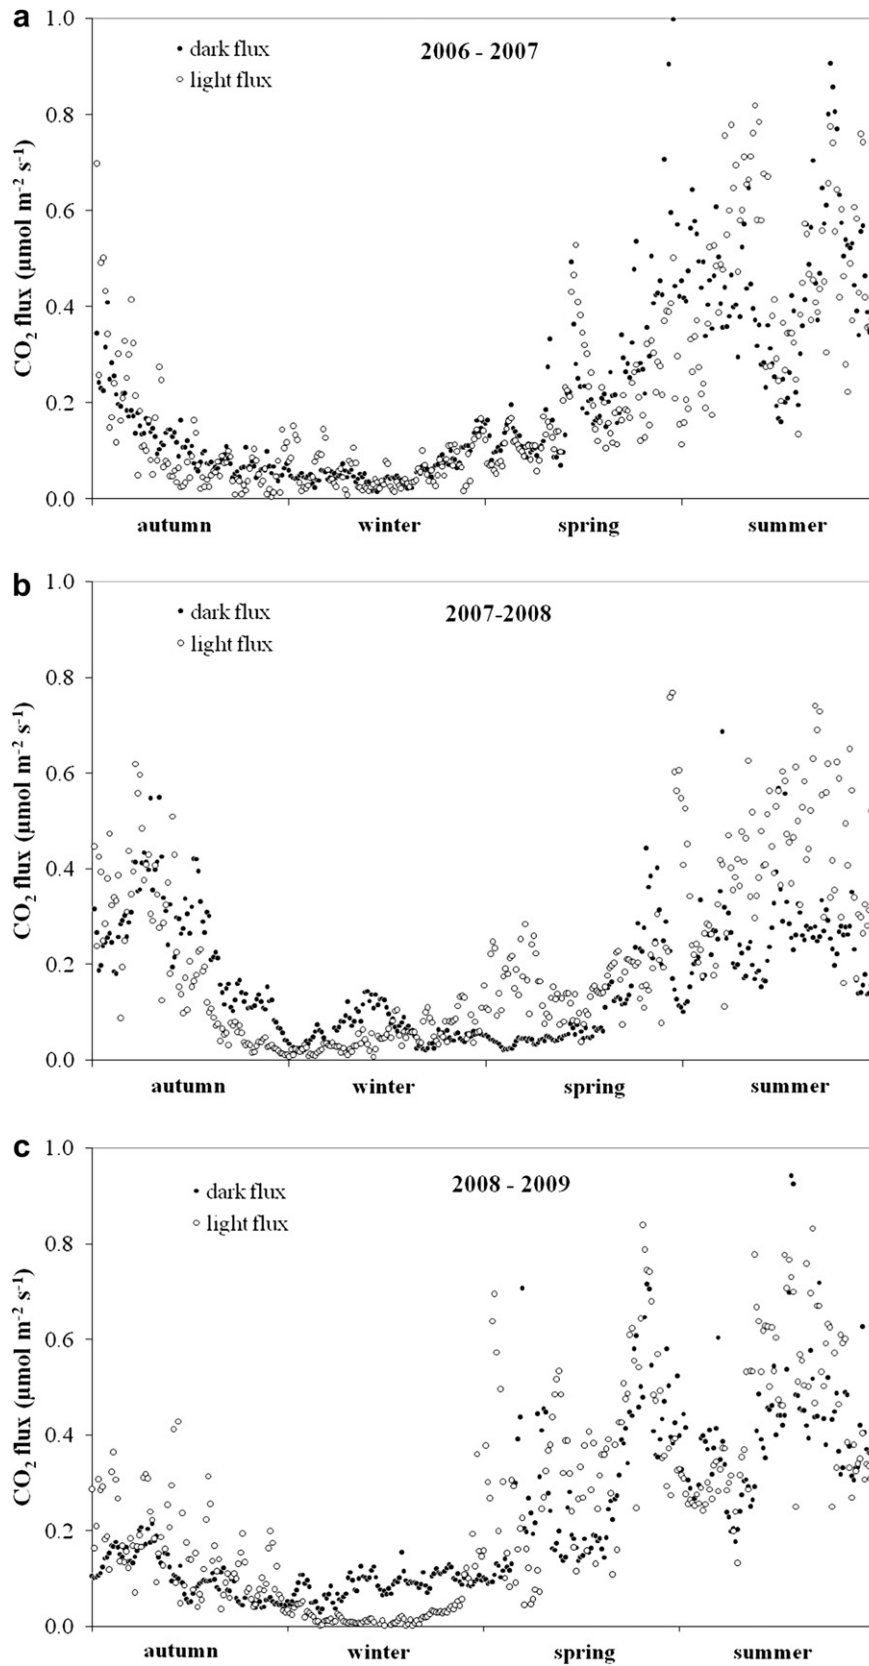 a
CO₂ flux (µmol m⁻² s⁻¹)
1.0
0.8
0.6
0.4
0.2
0.0
• dark flux
○ light flux
2006 - 2007
autumn winter spring summer
b
CO₂ flux (µmol m⁻² s⁻¹)
1.0
0.8
0.6
0.4
0.2
0.0
• dark flux
○ light flux
2007-2008
autumn winter spring summer
c
CO₂ flux (µmol m⁻² s⁻¹)
1.0
0.8
0.6
0.4
0.2
0.0
• dark flux
○ light flux
2008 - 2009
autumn winter spring summer